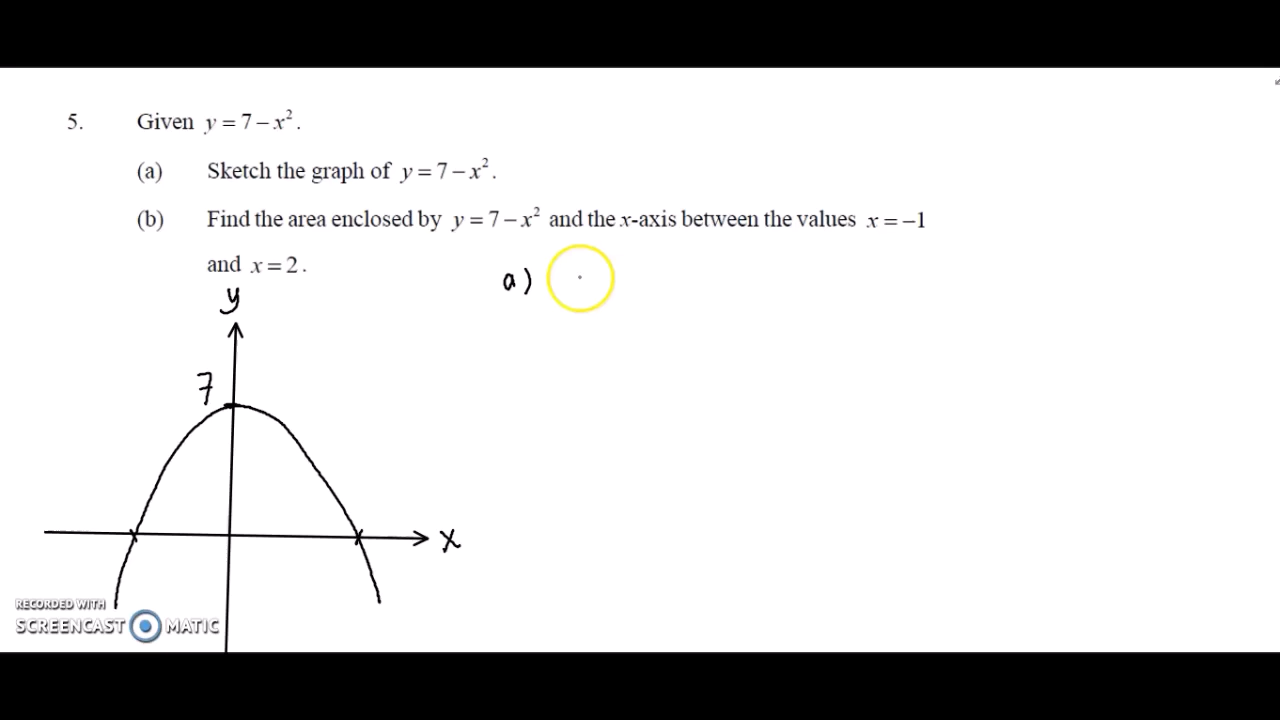 5. Given y = 7 − x².
(a) Sketch the graph of y = 7 − x².
(b) Find the area enclosed by y = 7 − x² and the x-axis between the values x = −1
and x = 2.
a)
y
7
x
RECORDED WITH
SCREENCAST MATIC